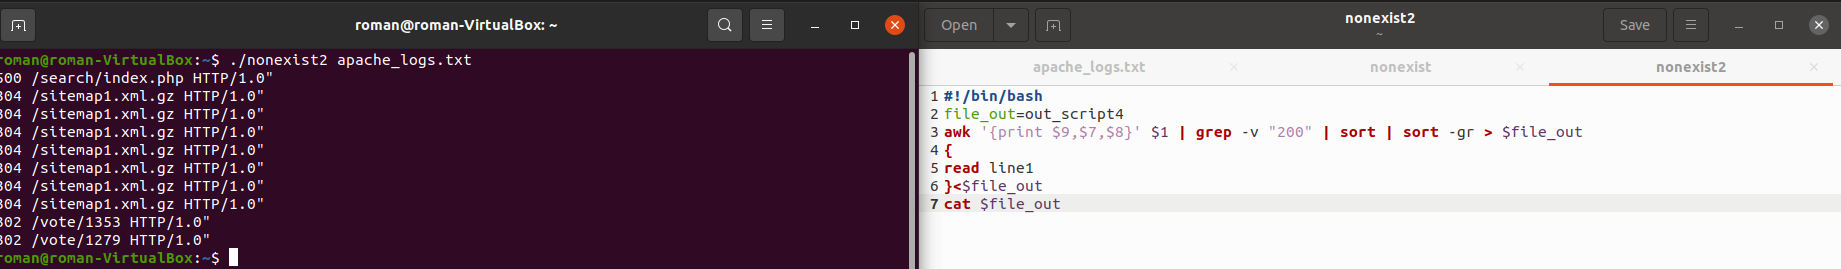 roman@roman-VirtualBox: ~
roman@roman-VirtualBox:~$ ./nonexist2 apache_logs.txt
500 /search/index.php HTTP/1.0"
304 /sitemap1.xml.gz HTTP/1.0"
304 /sitemap1.xml.gz HTTP/1.0"
304 /sitemap1.xml.gz HTTP/1.0"
304 /sitemap1.xml.gz HTTP/1.0"
304 /sitemap1.xml.gz HTTP/1.0"
304 /sitemap1.xml.gz HTTP/1.0"
304 /sitemap1.xml.gz HTTP/1.0"
302 /vote/1353 HTTP/1.0"
302 /vote/1279 HTTP/1.0"
roman@roman-VirtualBox:~$
Open
nonexist2
~
Save
apache_logs.txt
nonexist
nonexist2
1 #!/bin/bash
2 file_out=out_script4
3 awk '{print $9,$7,$8}' $1 | grep -v "200" | sort | sort -gr > $file_out
4 {
5 read line1
6 }<$file_out
7 cat $file_out